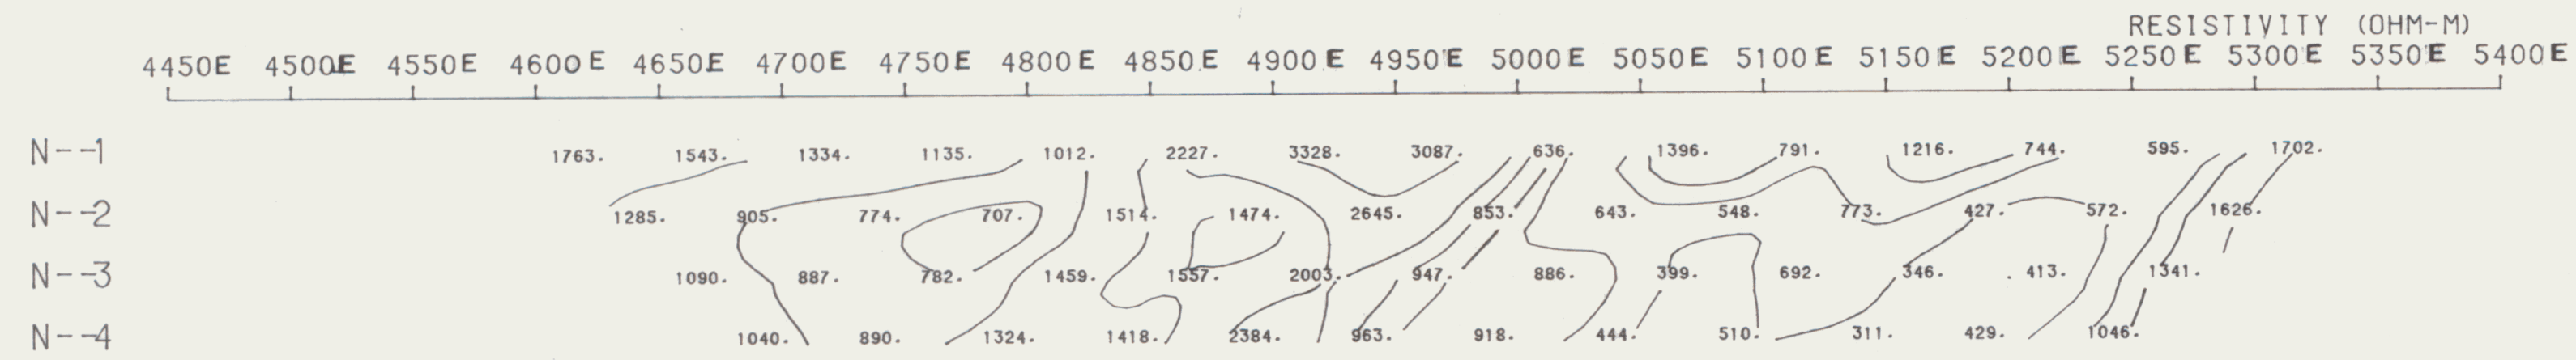 RESISTIVITY (OHM-M)
4450E 4500E 4550E 4600E 4650E 4700E 4750E 4800E 4850E 4900E 4950E 5000E 5050E 5100E 5150E 5200E 5250E 5300E 5350E 5400E
N--1 1763. 1543. 1334. 1135. 1012. 2227. 3328. 3087. 636. 1396. 791. 1216. 744. 595. 1702.
N--2 1285. 905. 774. 707. 1514. 1474. 2645. 853. 643. 548. 773. 427. 572. 1626.
N--3 1090. 887. 782. 1459. 1557. 2003. 947. 886. 399. 692. 346. 413. 1341.
N--4 1040. 890. 1324. 1418. 2384. 963. 918. 444. 510. 311. 429. 1046.